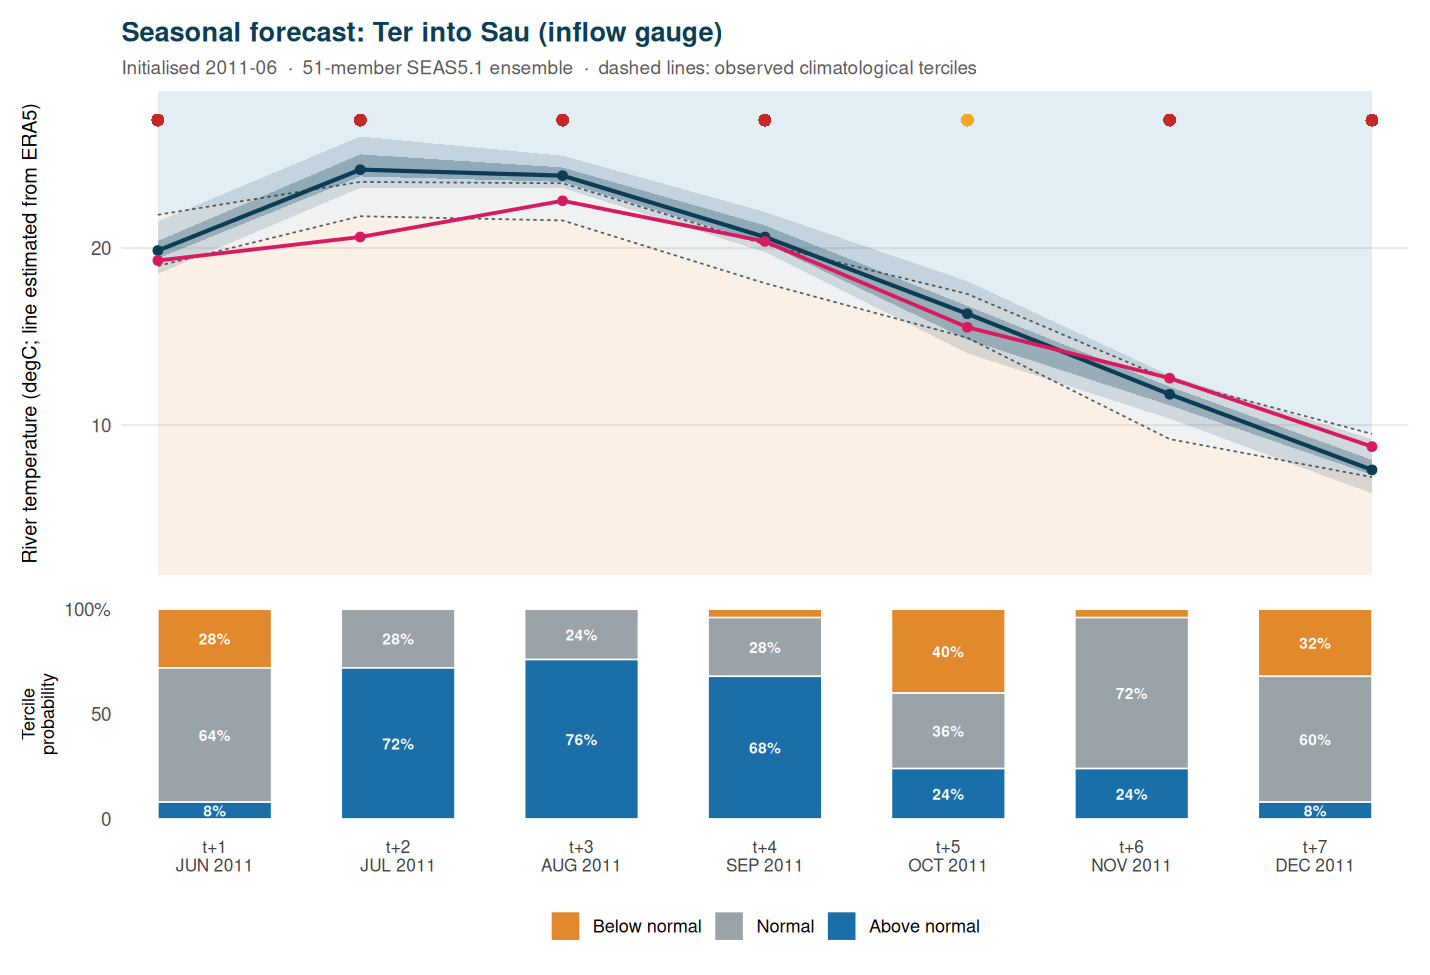 Seasonal forecast: Ter into Sau (inflow gauge)
Initialised 2011-06 · 51-member SEAS5.1 ensemble · dashed lines: observed climatological terciles
River temperature (degC; line estimated from ERA5)
20
10
Tercile
probability
100%
50
0
28%
64%
8%
28%
72%
24%
76%
28%
68%
40%
36%
24%
72%
24%
32%
60%
8%
t+1
JUN 2011
t+2
JUL 2011
t+3
AUG 2011
t+4
SEP 2011
t+5
OCT 2011
t+6
NOV 2011
t+7
DEC 2011
Below normal
Normal
Above normal